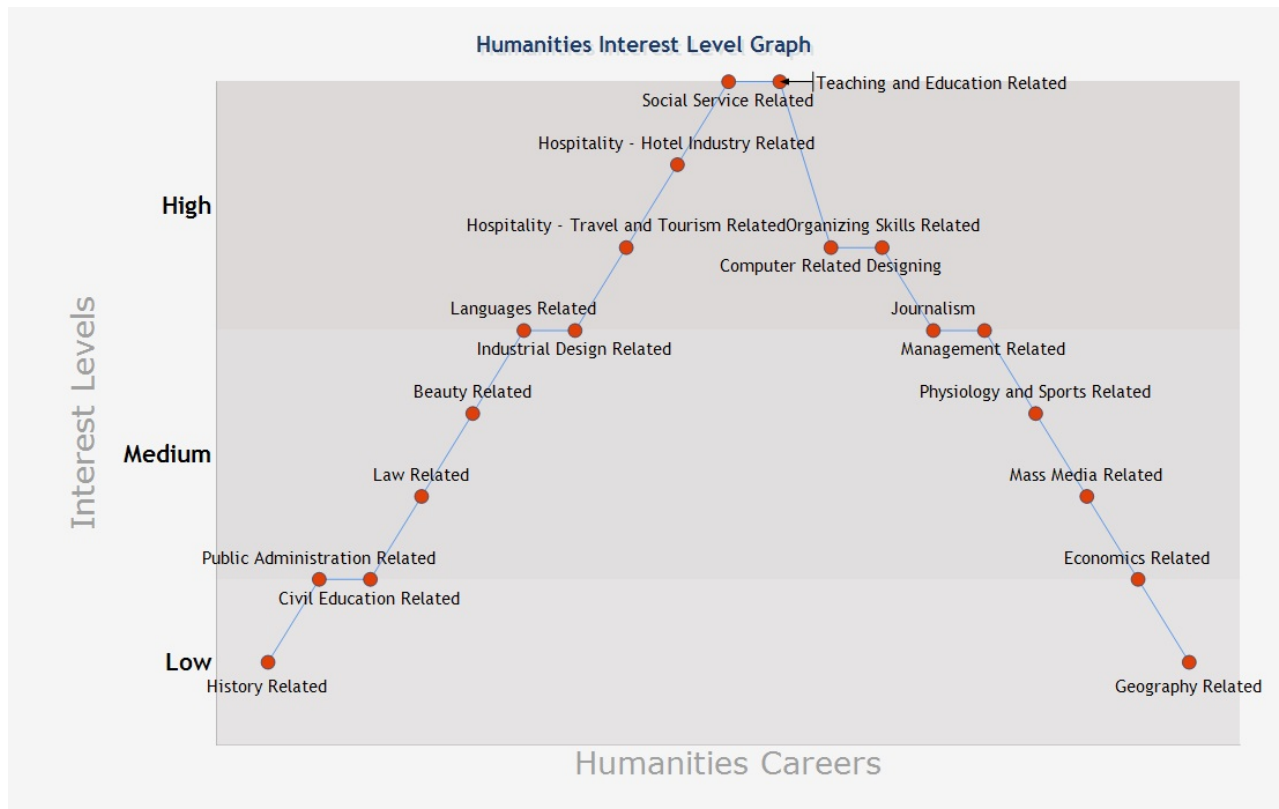 Humanities Interest Level Graph
Teaching and Education Related
Social Service Related
Hospitality - Hotel Industry Related
High
Hospitality - Travel and Tourism Related
Organizing Skills Related
Computer Related Designing
Languages Related
Journalism
Industrial Design Related
Management Related
Beauty Related
Physiology and Sports Related
Medium
Law Related
Mass Media Related
Interest Levels
Public Administration Related
Economics Related
Civil Education Related
Low
History Related
Geography Related
Humanities Careers